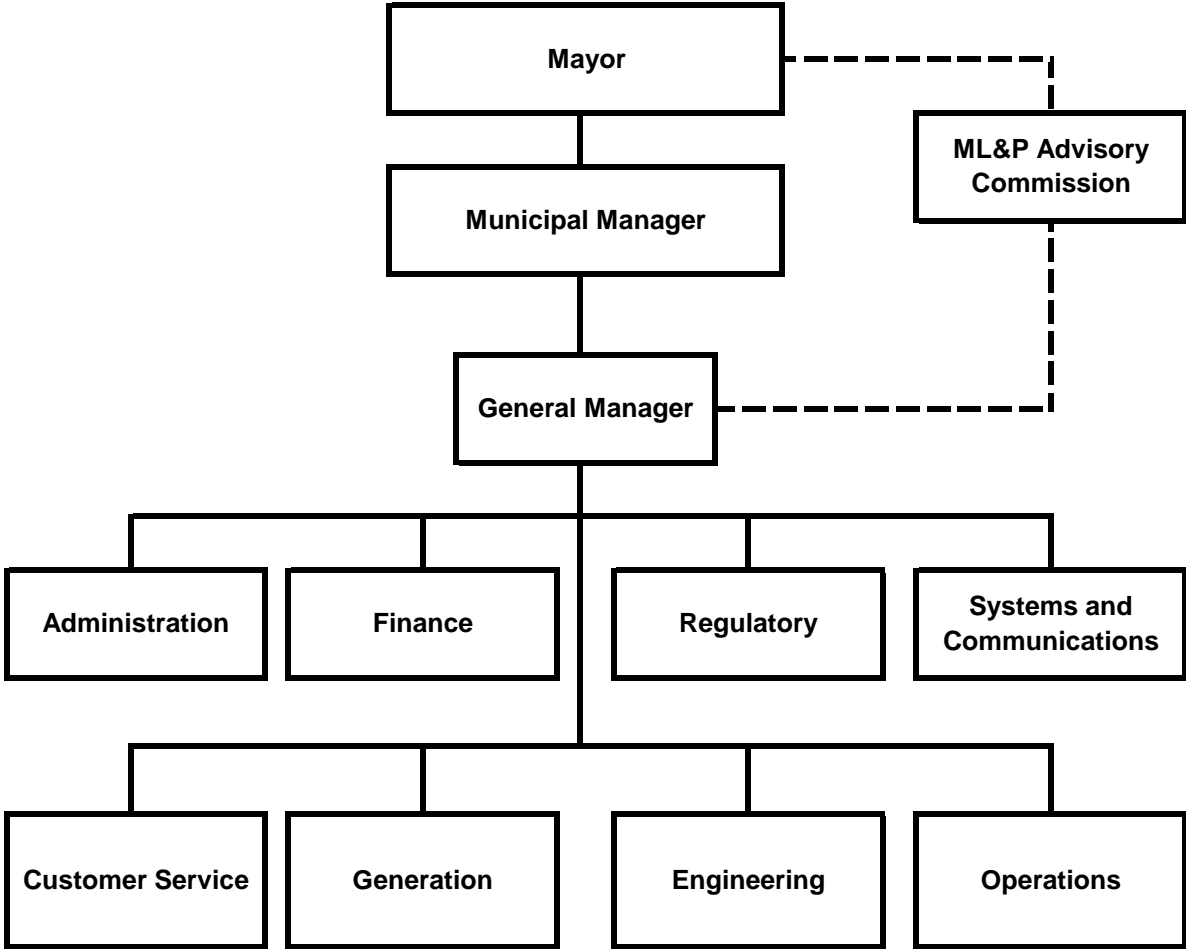 Mayor
ML&P Advisory
Commission
Municipal Manager
General Manager
Administration
Finance
Regulatory
Systems and
Communications
Customer Service
Generation
Engineering
Operations